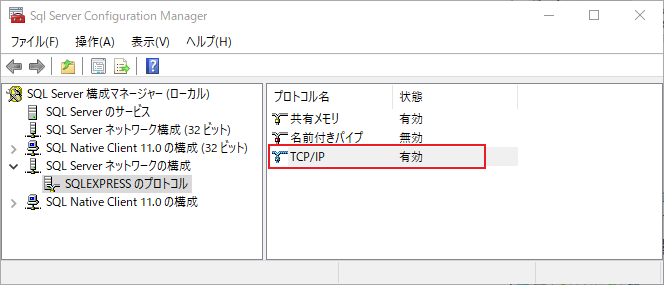 Sql Server Configuration Manager
ファイル(F) 操作(A) 表示(V) ヘルプ(H)
SQL Server 構成マネージャー (ローカル)
SQL Server のサービス
SQL Server ネットワーク構成 (32 ビット)
SQL Native Client 11.0 の構成 (32 ビット)
SQL Server ネットワークの構成
SQLEXPRESS のプロトコル
SQL Native Client 11.0 の構成
プロトコル名 状態
共有メモリ 有効
名前付きパイプ 無効
TCP/IP 有効